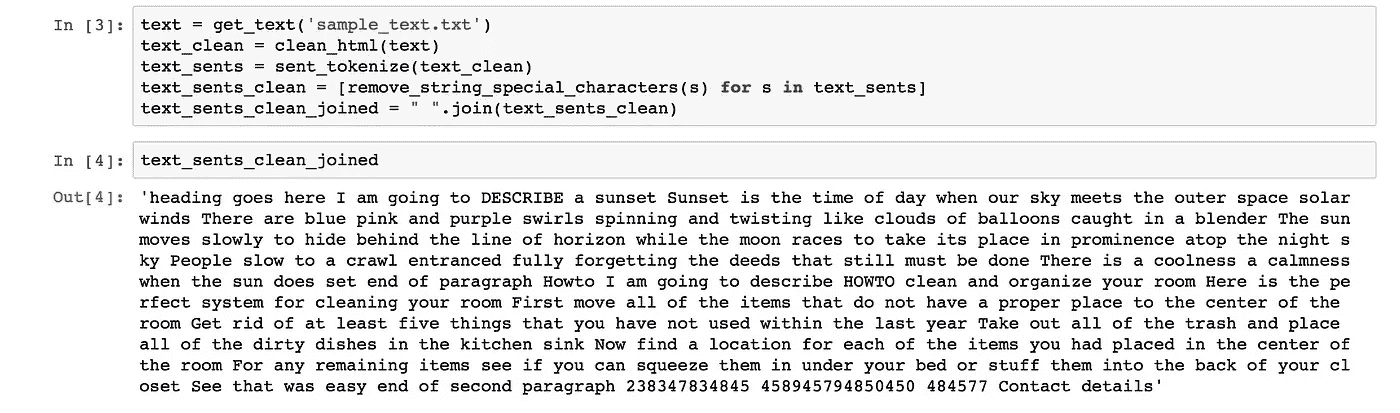 In [3]: text = get_text('sample_text.txt')
text_clean = clean_html(text)
text_sents = sent_tokenize(text_clean)
text_sents_clean = [remove_string_special_characters(s) for s in text_sents]
text_sents_clean_joined = " ".join(text_sents_clean)
In [4]: text_sents_clean_joined
Out[4]: 'heading goes here I am going to DESCRIBE a sunset Sunset is the time of day when our sky meets the outer space solar
winds There are blue pink and purple swirls spinning and twisting like clouds of balloons caught in a blender The sun
moves slowly to hide behind the line of horizon while the moon races to take its place in prominence atop the night s
ky People slow to a crawl entranced fully forgetting the deeds that still must be done There is a coolness a calmness
when the sun does set end of paragraph Howto I am going to describe HOWTO clean and organize your room Here is the pe
rfect system for cleaning your room First move all of the items that do not have a proper place to the center of the
room Get rid of at least five things that you have not used within the last year Take out all of the trash and place
all of the dirty dishes in the kitchen sink Now find a location for each of the items you had placed in the center of
the room For any remaining items see if you can squeeze them in under your bed or stuff them into the back of your cl
oset See that was easy end of second paragraph 238347834845 458945794850450 484577 Contact details'